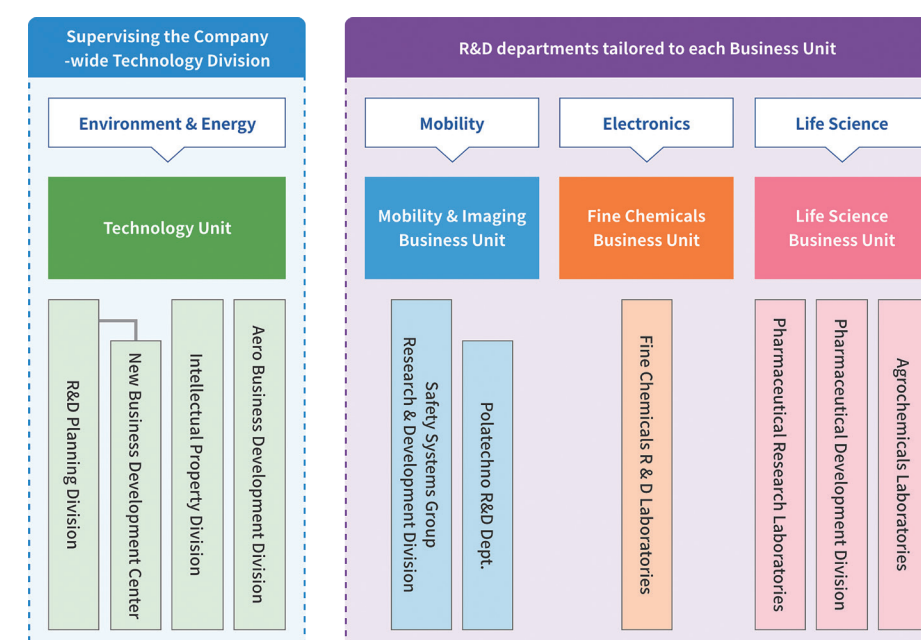 Supervising the Company
-wide Technology Division
R&D departments tailored to each Business Unit
Environment & Energy
Mobility
Electronics
Life Science
Technology Unit
Mobility & Imaging
Business Unit
Fine Chemicals
Business Unit
Life Science
Business Unit
R&D Planning Division
New Business Development Center
Intellectual Property Division
Aero Business Development Division
Safety Systems Group
Research & Development Division
Polatechno R&D Dept.
Fine Chemicals R & D Laboratories
Pharmaceutical Research Laboratories
Pharmaceutical Development Division
Agrochemicals Laboratories